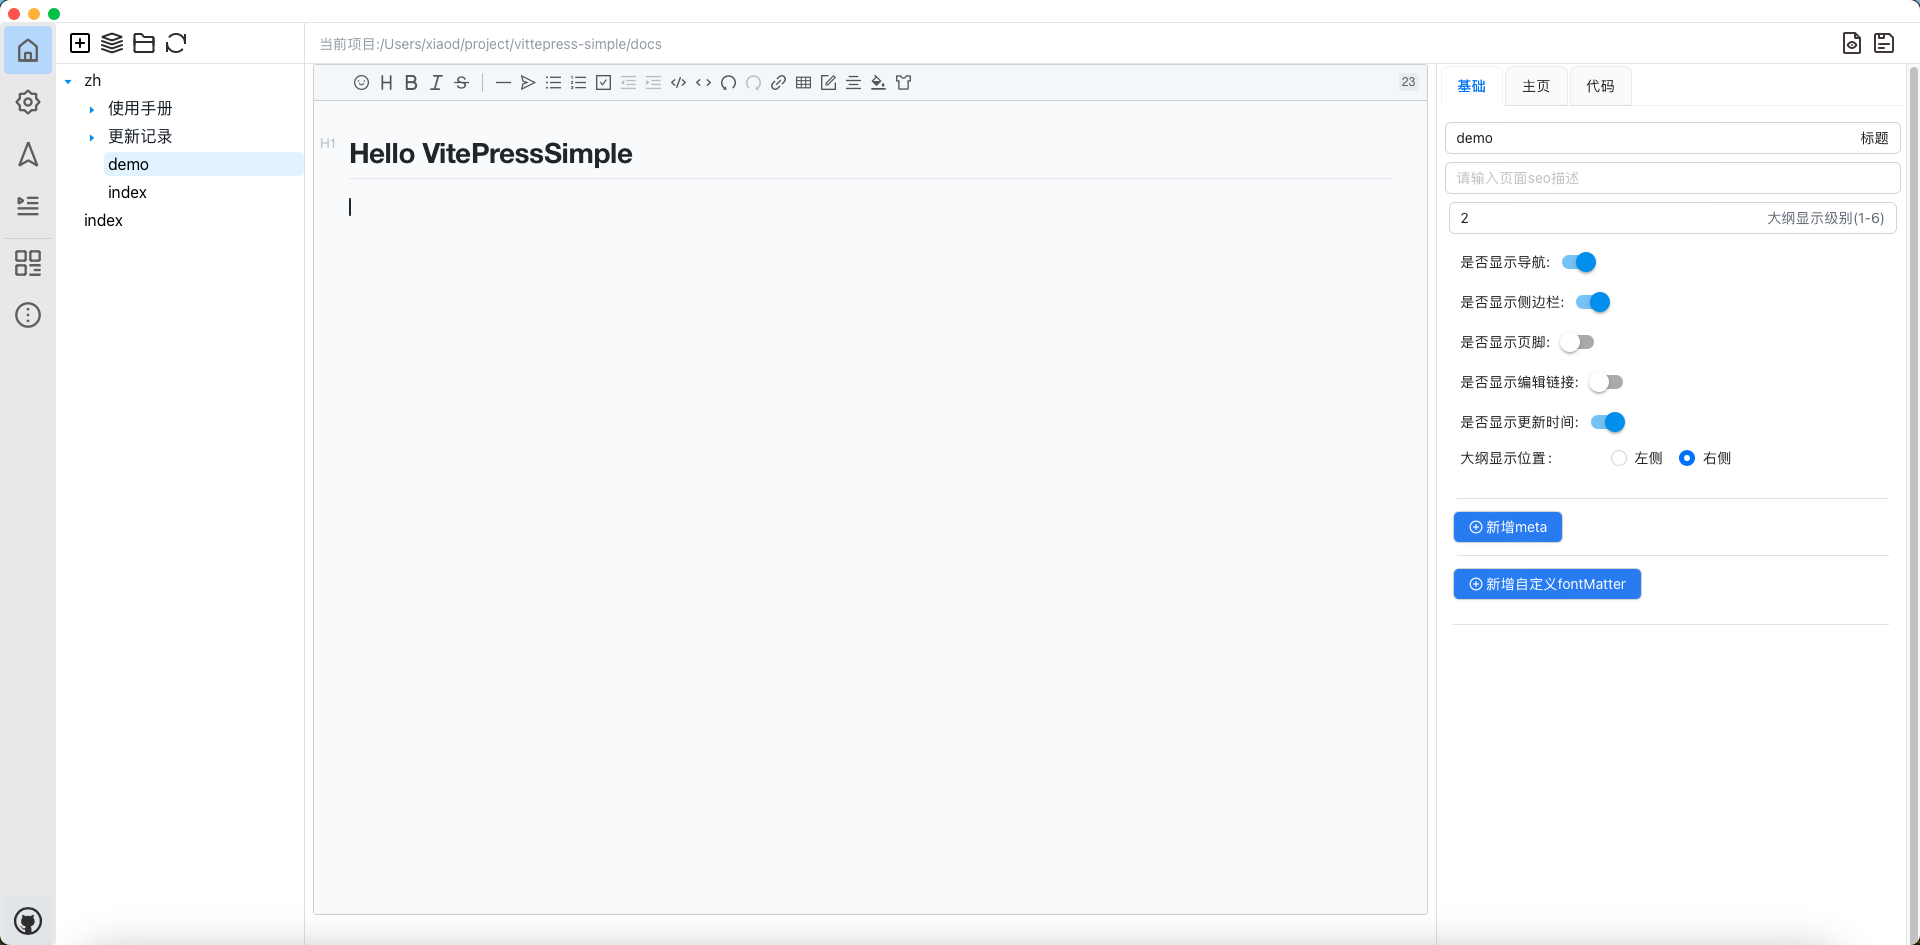 当前项目:/Users/xiaod/project/vittepress-simple/docs
zh
使用手册
更新记录
demo
index
index
23
H1
Hello VitePressSimple
基础
主页
代码
demo 标题
请输入页面seo描述
2 大纲显示级别(1-6)
是否显示导航:
是否显示侧边栏:
是否显示页脚:
是否显示编辑链接:
是否显示更新时间:
大纲显示位置: 左侧 右侧
新增meta
新增自定义fontMatter